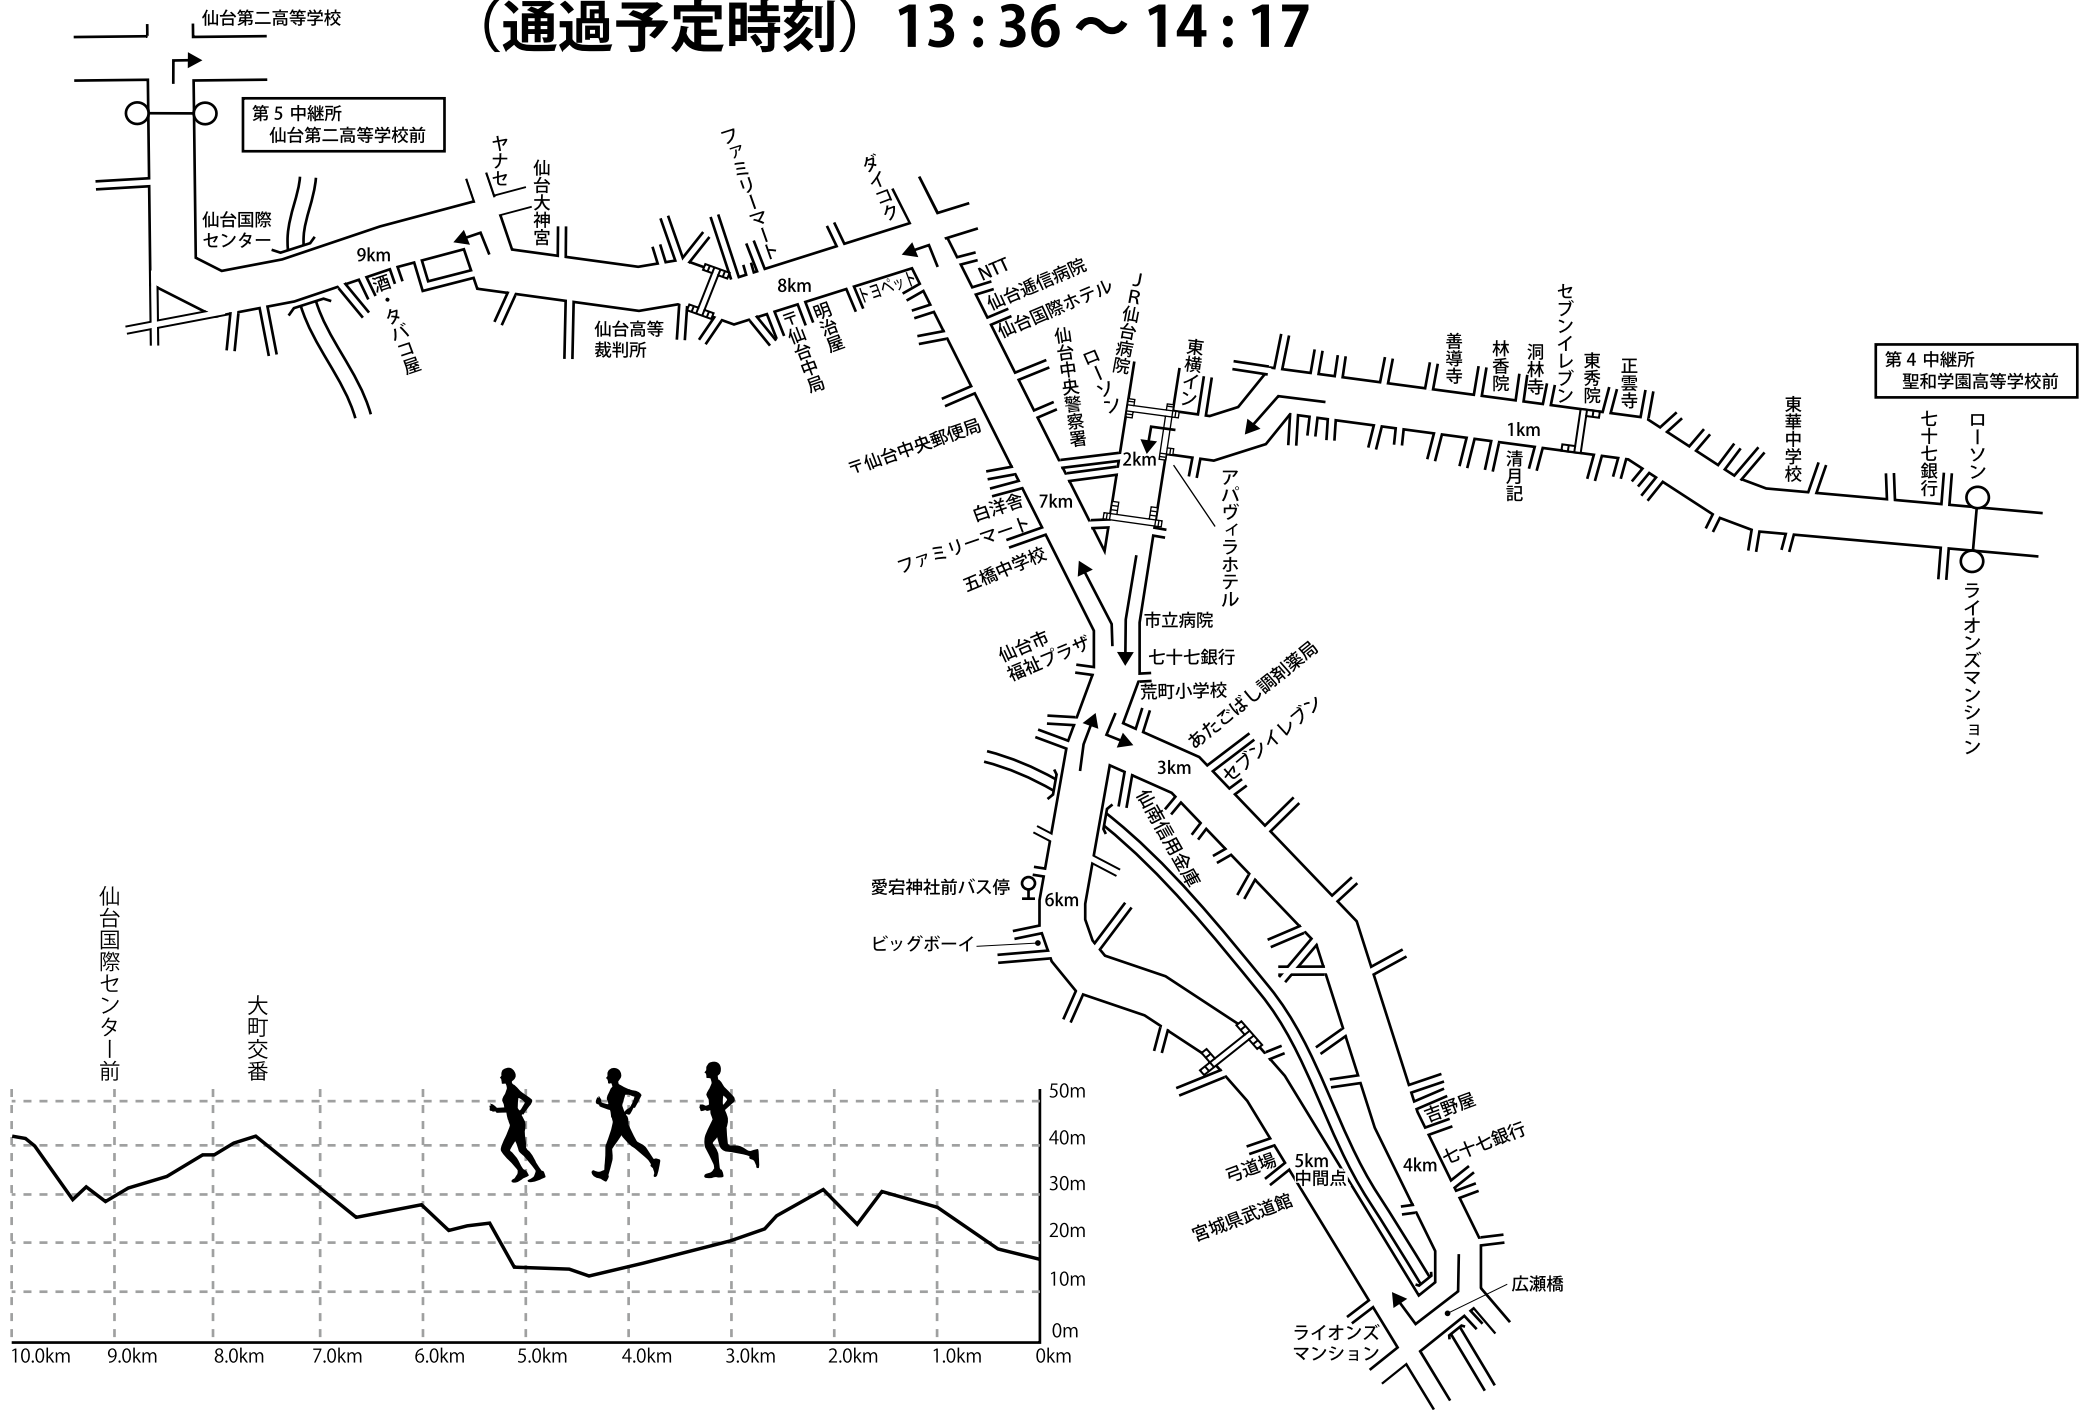 （通過予定時刻）13：36 ～ 14：17
仙台第二高等学校
第 5 中継所
仙台第二高等学校前
ヤナセ
仙台大神宮
ファミリーマート
ダイコク
仙台国際
センター
9km
酒・タバコ屋
仙台高等
裁判所
8km
〒仙台中局
明治屋
トヨペット
NTT
仙台逓信病院
仙台国際ホテル
仙台中央警察署
ローソン
JR仙台病院
東横イン
善導寺
林香院
洞林寺
セブンイレブン
東秀院
正雲寺
第 4 中継所
聖和学園高等学校前
東華中学校
七十七銀行
ローソン
1km
清月記
2km
アパヴィラホテル
〒仙台中央郵便局
7km
白洋舎
ファミリーマート
五橋中学校
ライオンズマンション
市立病院
仙台市
福祉プラザ
七十七銀行
荒町小学校
あたごばし調剤薬局
セブンイレブン
3km
仙南信用金庫
愛宕神社前バス停
6km
ビッグボーイ
吉野屋
七十七銀行
4km
弓道場
5km
中間点
宮城県武道館
広瀬橋
ライオンズ
マンション
仙台国際センター前
大町交番
50m
40m
30m
20m
10m
0m
10.0km
9.0km
8.0km
7.0km
6.0km
5.0km
4.0km
3.0km
2.0km
1.0km
0km